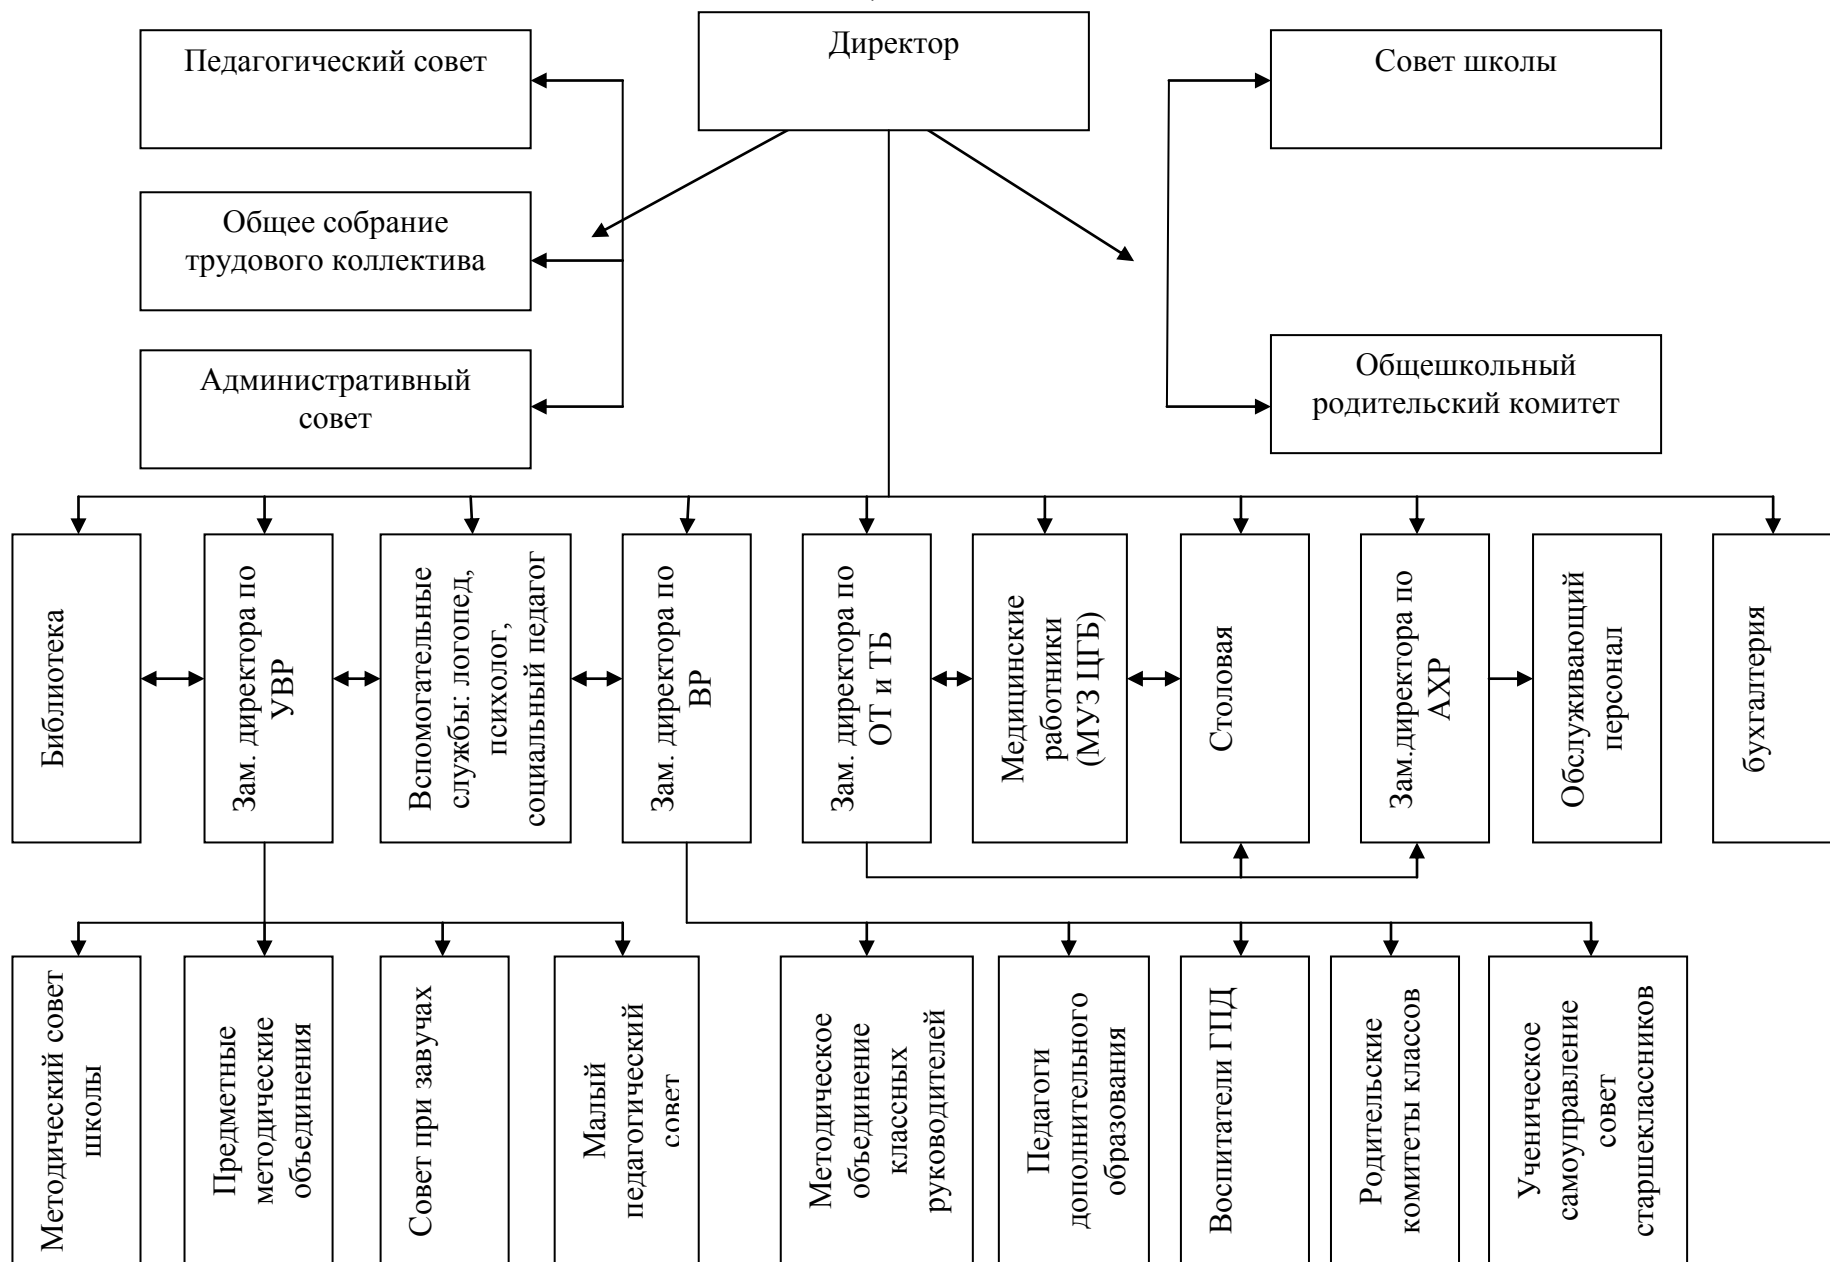 Директор
Педагогический совет
Совет школы
Общее собрание
трудового коллектива
Административный
совет
Общешкольный
родительский комитет
Библиотека
Зам. директора по
УВР
Вспомогательные
службы: логопед,
психолог,
социальный педагог
Зам. директора по
ВР
Зам. директора по
ОТ и ТБ
Медицинские
работники
(МУЗ ЦГБ)
Столовая
Зам.директора по
АХР
Обслуживающий
персонал
бухгалтерия
Методический совет
школы
Предметные
методические
объединения
Совет при завучах
Малый
педагогический
совет
Методическое
объединение
классных
руководителей
Педагоги
дополнительного
образования
Воспитатели ГПД
Родительские
комитеты классов
Ученическое
самоуправление
совет
старшеклассников